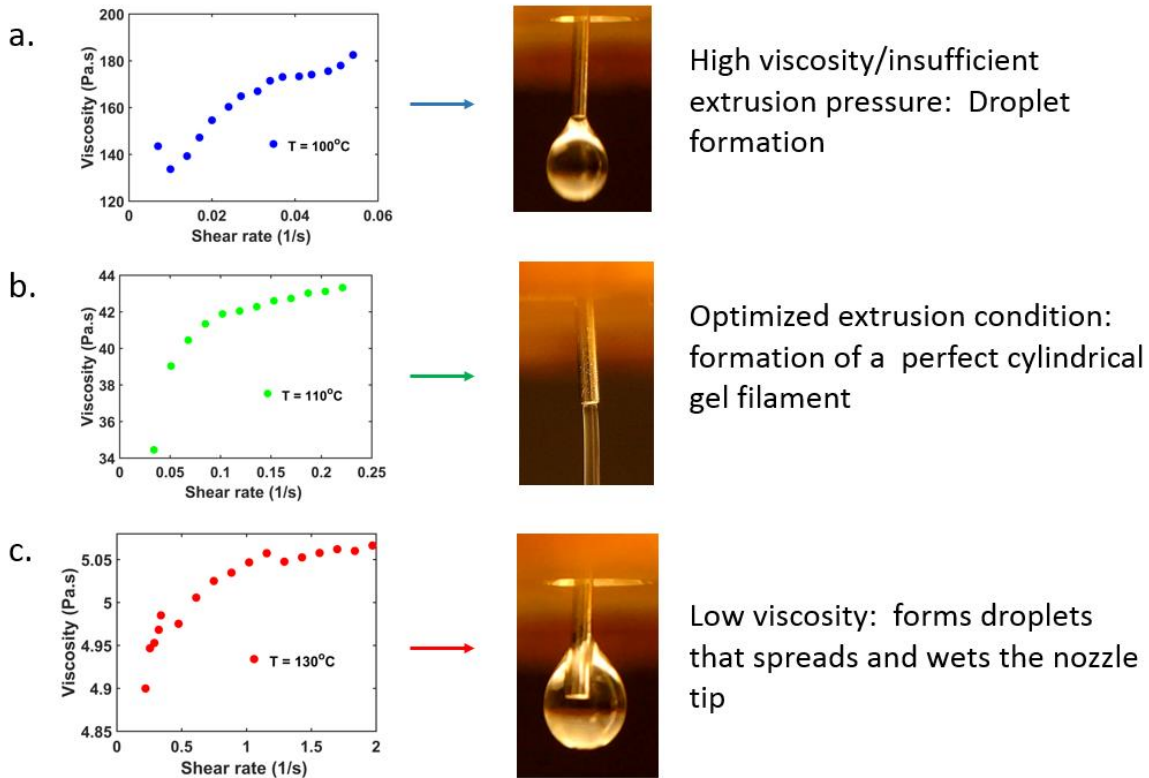 a.
200
180
160
140
120
Viscosity (Pa.s)
T = 100°C
0 0.02 0.04 0.06
Shear rate (1/s)
High viscosity/insufficient
extrusion pressure: Droplet
formation
b.
44
42
40
38
36
34
Viscosity (Pa.s)
T = 110°C
0 0.05 0.1 0.15 0.2 0.25
Shear rate (1/s)
Optimized extrusion condition:
formation of a perfect cylindrical
gel filament
c.
5.05
5
4.95
4.9
4.85
Viscosity (Pa.s)
T = 130°C
0 0.5 1 1.5 2
Shear rate (1/s)
Low viscosity: forms droplets
that spreads and wets the nozzle
tip